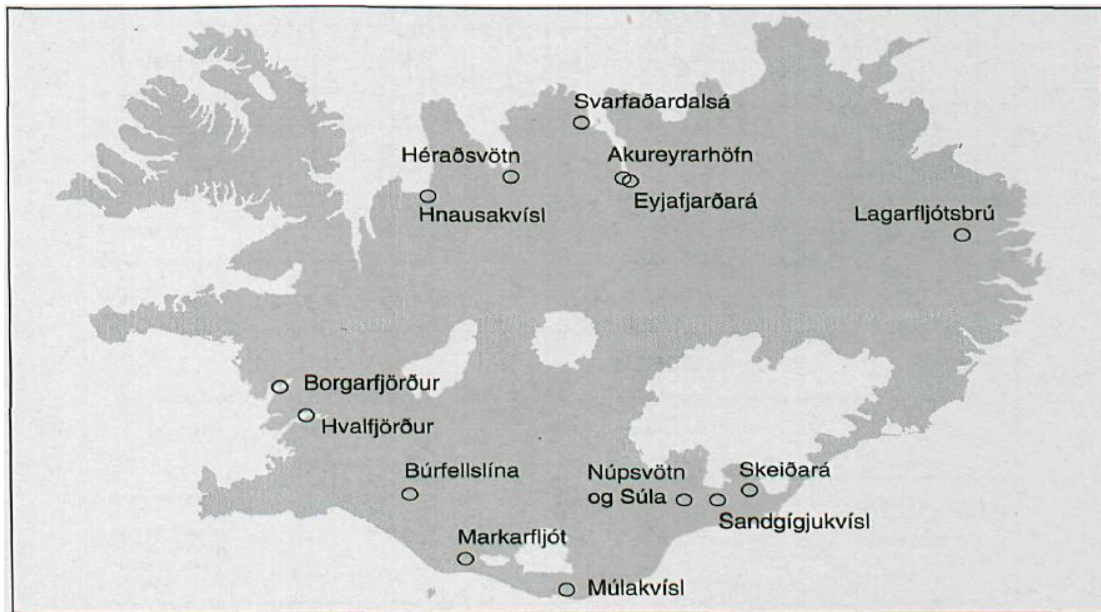 Svarfaðardalsá
Héraðsvötn
Akureyrarhöfn
Hnausakvísl
Eyjafjarðará
Lagarfljótsbrú
Borgarfjörður
Hvalfjörður
Búrfellslína
Núpsvötn
og Súla
Skeiðará
Sandgígjukvísl
Markarfljót
Múlakvísl